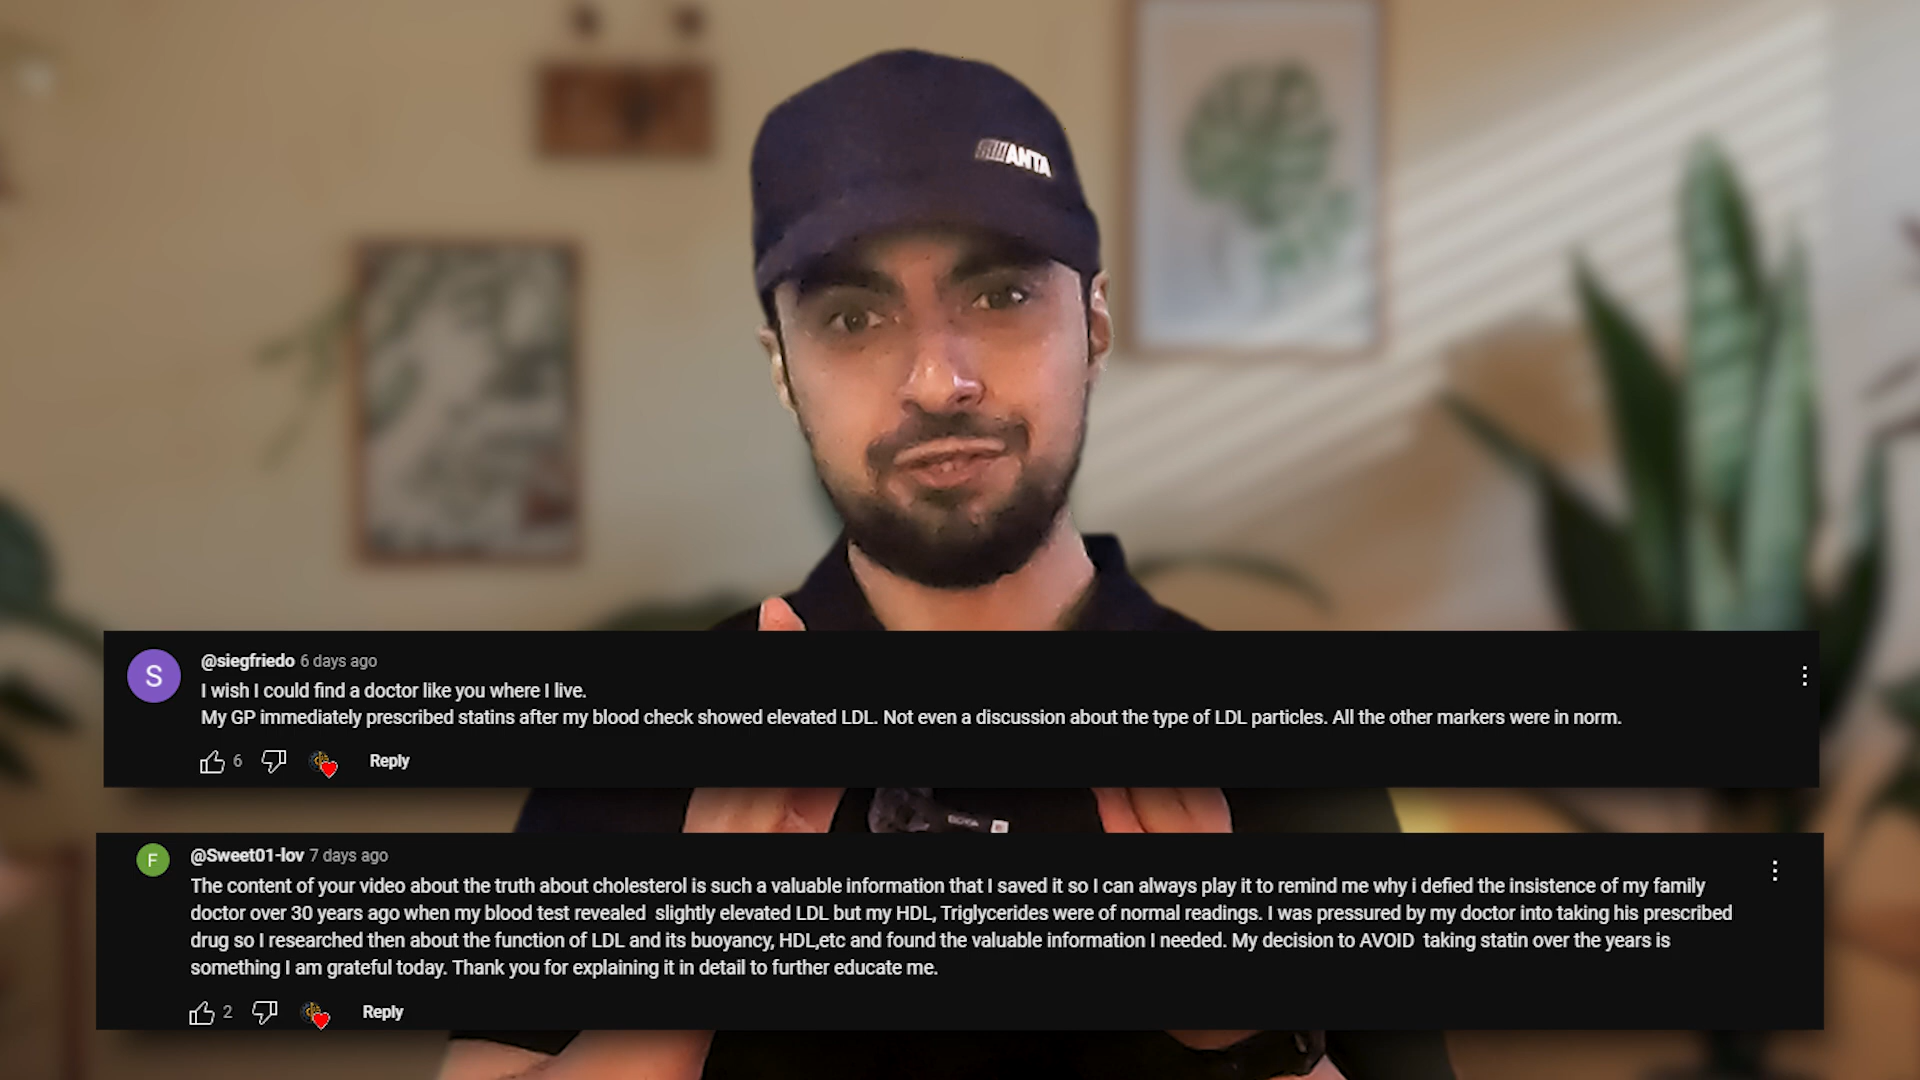 ANTA
S
@siegfriedo 6 days ago
I wish I could find a doctor like you where I live.
My GP immediately prescribed statins after my blood check showed elevated LDL. Not even a discussion about the type of LDL particles. All the other markers were in norm.
6
Reply
BOYA
F
@Sweet01-lov 7 days ago
The content of your video about the truth about cholesterol is such a valuable information that I saved it so I can always play it to remind me why i defied the insistence of my family
doctor over 30 years ago when my blood test revealed  slightly elevated LDL but my HDL, Triglycerides were of normal readings. I was pressured by my doctor into taking his prescribed
drug so I researched then about the function of LDL and its buoyancy, HDL,etc and found the valuable information I needed. My decision to AVOID  taking statin over the years is
something I am grateful today. Thank you for explaining it in detail to further educate me.
2
Reply